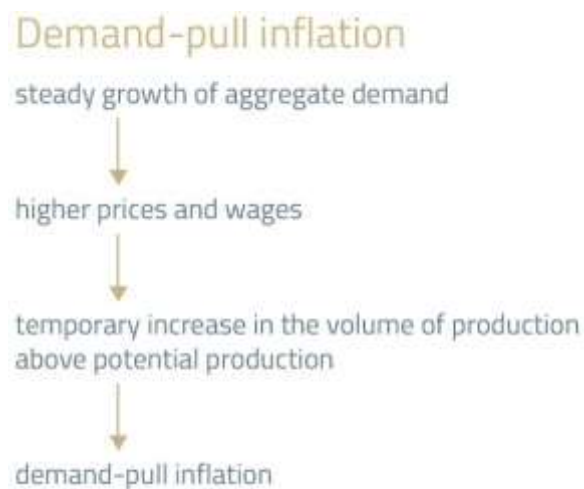 Demand-pull inflation
steady growth of aggregate demand
higher prices and wages
temporary increase in the volume of production
above potential production
demand-pull inflation